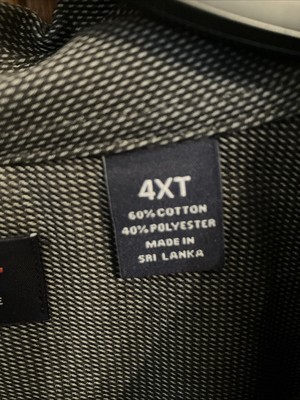 4XT
60% COTTON
40% POLYESTER
MADE IN
SRI LANKA